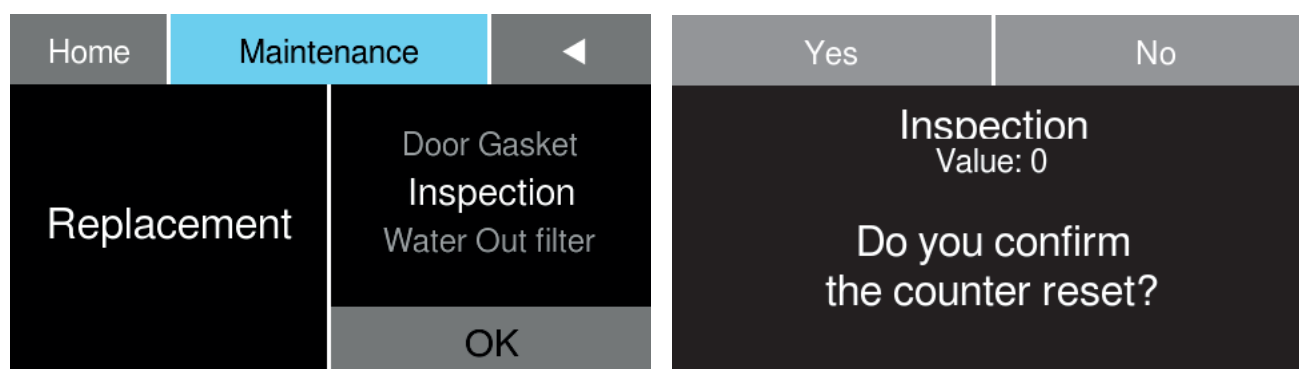 Home
Maintenance
◀
Replacement
Door Gasket
Inspection
Water Out filter
OK
Yes
No
Inspection
Value: 0
Do you confirm
the counter reset?